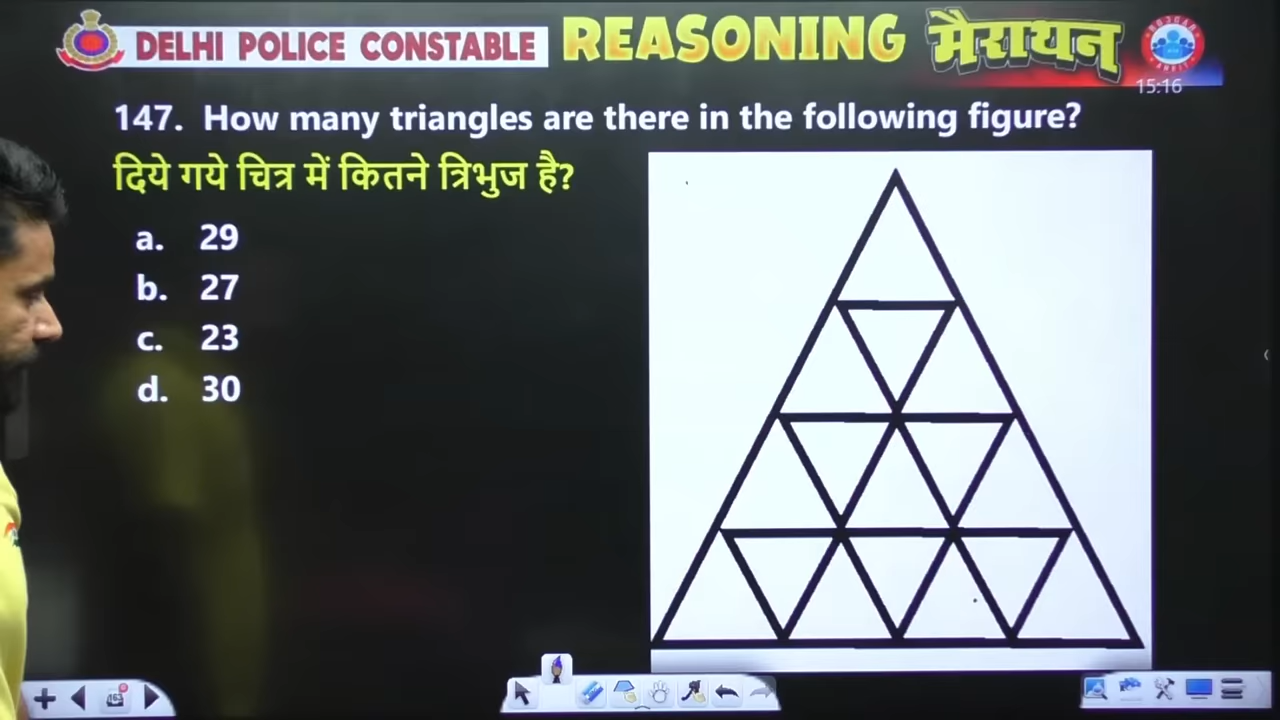 DELHI POLICE CONSTABLE REASONING मैराथन
15:16
147. How many triangles are there in the following figure?
दिये गये चित्र में कितने त्रिभुज है?
a. 29
b. 27
c. 23
d. 30